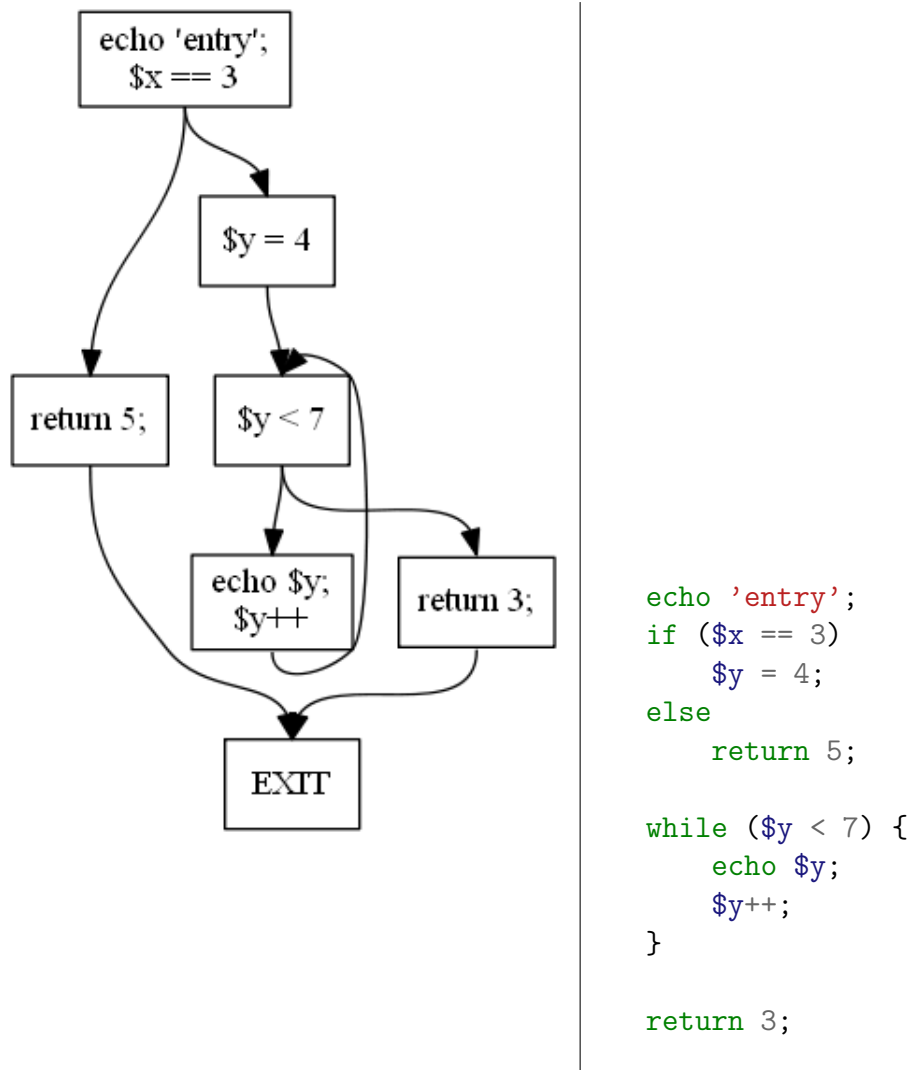 echo 'entry';
$x == 3
$y = 4
return 5;
$y < 7
echo $y;
$y++
return 3;
EXIT
echo ’entry’;
if ($x == 3)
    $y = 4;
else
    return 5;
while ($y < 7) {
    echo $y;
    $y++;
}
return 3;